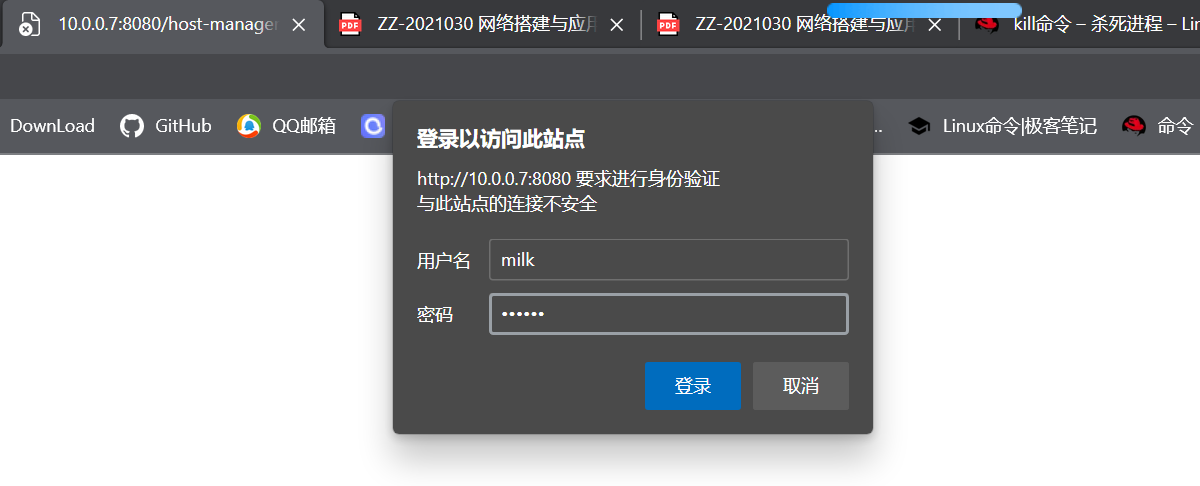 10.0.0.7:8080/host-manager
ZZ-2021030 网络搭建与应用
ZZ-2021030 网络搭建与应用
kill命令 – 杀死进程 – Lin
DownLoad
GitHub
QQ邮箱
..
Linux命令|极客笔记
命令
登录以访问此站点
http://10.0.0.7:8080 要求进行身份验证
与此站点的连接不安全
用户名
milk
密码
••••••
登录
取消